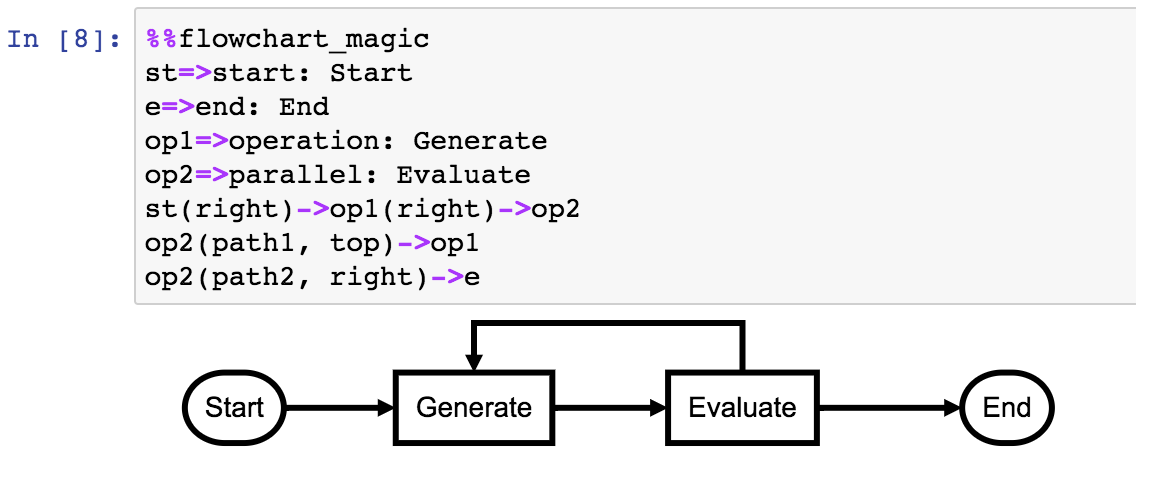 In [8]: %%flowchart_magic
st=>start: Start
e=>end: End
op1=>operation: Generate
op2=>parallel: Evaluate
st(right)->op1(right)->op2
op2(path1, top)->op1
op2(path2, right)->e
Start Generate Evaluate End